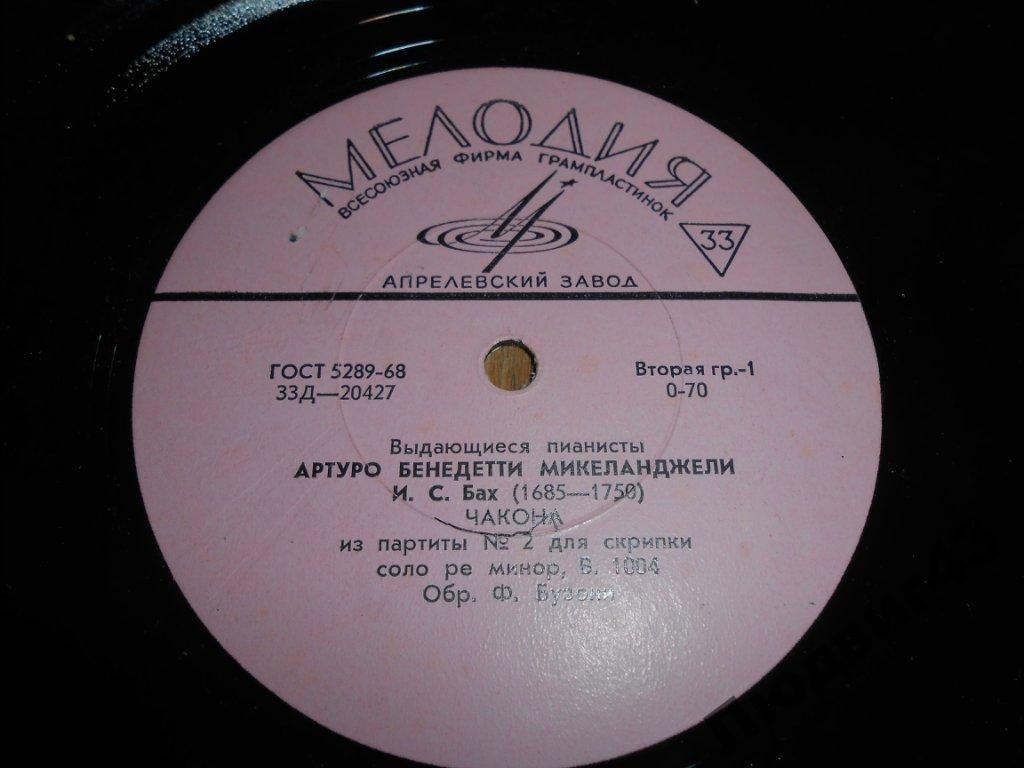 МЕЛОДИЯ
ВСЕСОЮЗНАЯ ФИРМА ГРАМПЛАСТИНОК
33
АПРЕЛЕВСКИЙ ЗАВОД
ГОСТ 5289-68 Вторая гр.-1
33Д—20427 0-70
Выдающиеся пианисты
АРТУРО БЕНЕДЕТТИ МИКЕЛАНДЖЕЛИ
И. С. Бах (1685—1750)
ЧАКОНА
из партиты № 2 для скрипки
соло ре минор, В. 1004
Обр. Ф.